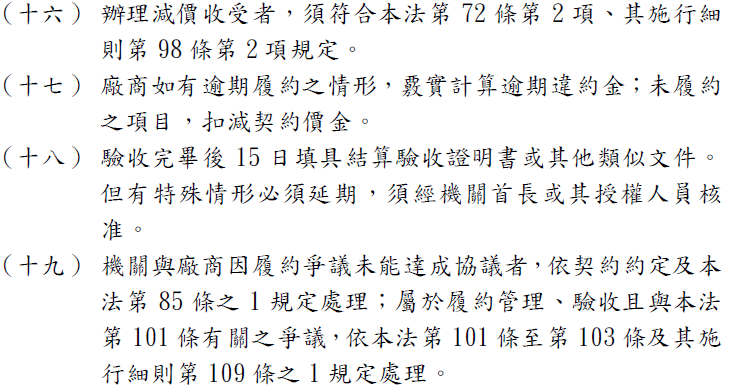 （十六） 辦理減價收受者，須符合本法第 72 條第 2 項、其施行細
則第 98 條第 2 項規定。
（十七） 廠商如有逾期履約之情形，覈實計算逾期違約金；未履約
之項目，扣減契約價金。
（十八） 驗收完畢後 15 日填具結算驗收證明書或其他類似文件。
但有特殊情形必須延期，須經機關首長或其授權人員核
准。
（十九） 機關與廠商因履約爭議未能達成協議者，依契約約定及本
法第 85 條之 1 規定處理；屬於履約管理、驗收且與本法
第 101 條有關之爭議，依本法第 101 條至第 103 條及其施
行細則第 109 條之 1 規定處理。